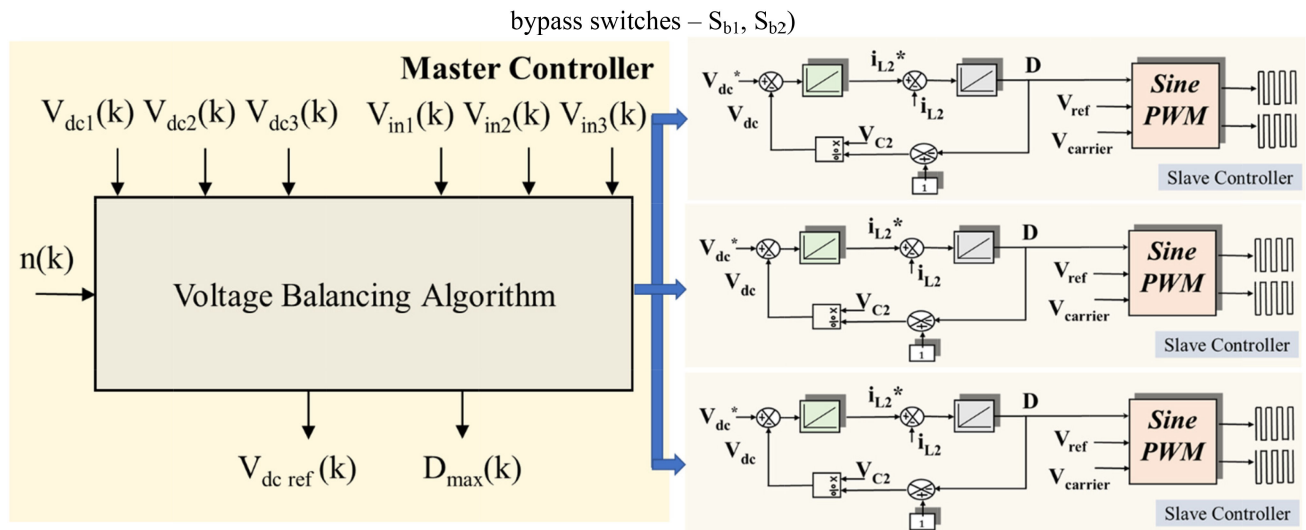 bypass switches – Sb1, Sb2)
Master Controller
Vdc1(k) Vdc2(k) Vdc3(k) Vin1(k) Vin2(k) Vin3(k)
n(k)
Voltage Balancing Algorithm
Vdc ref (k) Dmax(k)
Vdc*
Vdc
iL2*
iL2
D
VC2
1
Vref
Vcarrier
Sine
PWM
Slave Controller
Vdc*
Vdc
iL2*
iL2
D
VC2
1
Vref
Vcarrier
Sine
PWM
Slave Controller
Vdc*
Vdc
iL2*
iL2
D
VC2
1
Vref
Vcarrier
Sine
PWM
Slave Controller